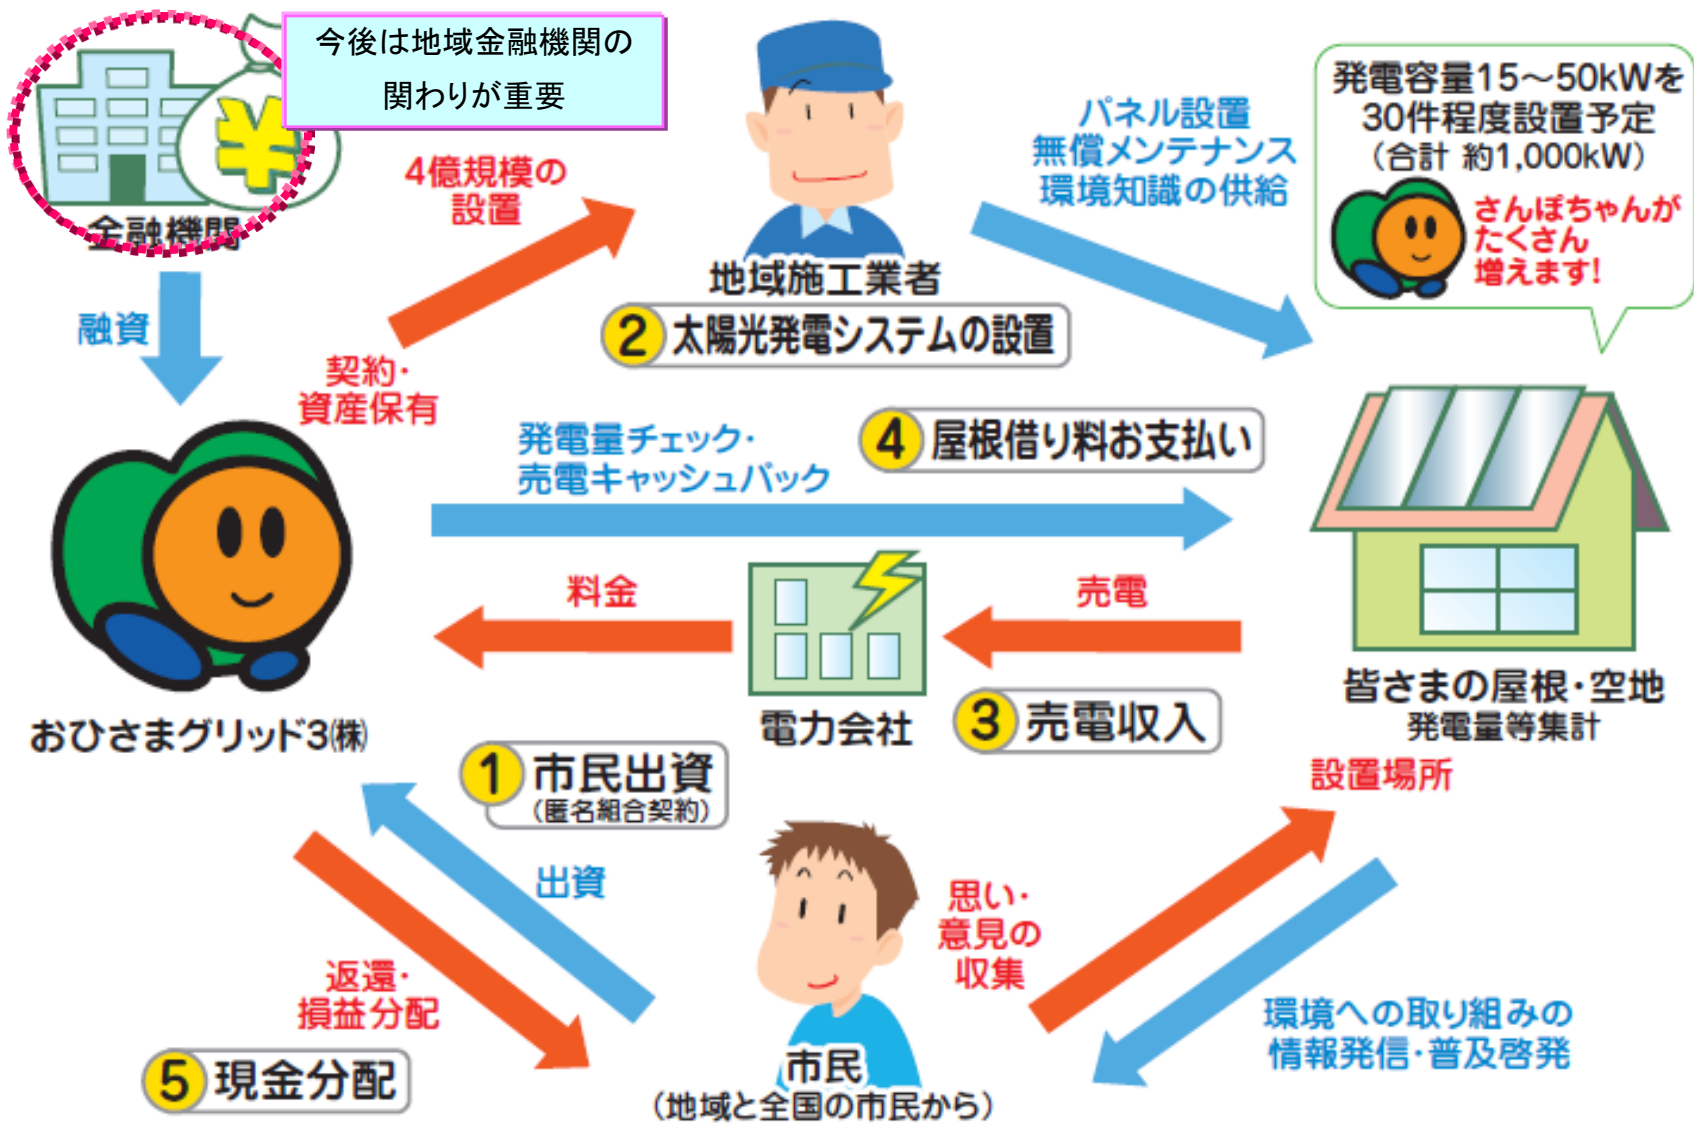 今後は地域金融機関の
関わりが重要
金融機関
融資
4億規模の
設置
契約・
資産保有
地域施工業者
② 太陽光発電システムの設置
パネル設置
無償メンテナンス
環境知識の供給
発電容量15～50kWを
30件程度設置予定
（合計 約1,000kW）
さんぽちゃんが
たくさん
増えます!
発電量チェック・
売電キャッシュバック
④ 屋根借り料お支払い
料金
売電
おひさまグリッド3㈱
電力会社
③ 売電収入
皆さまの屋根・空地
発電量等集計
設置場所
① 市民出資
（匿名組合契約）
出資
返還・
損益分配
⑤ 現金分配
思い・
意見の
収集
環境への取り組みの
情報発信・普及啓発
市民
（地域と全国の市民から）